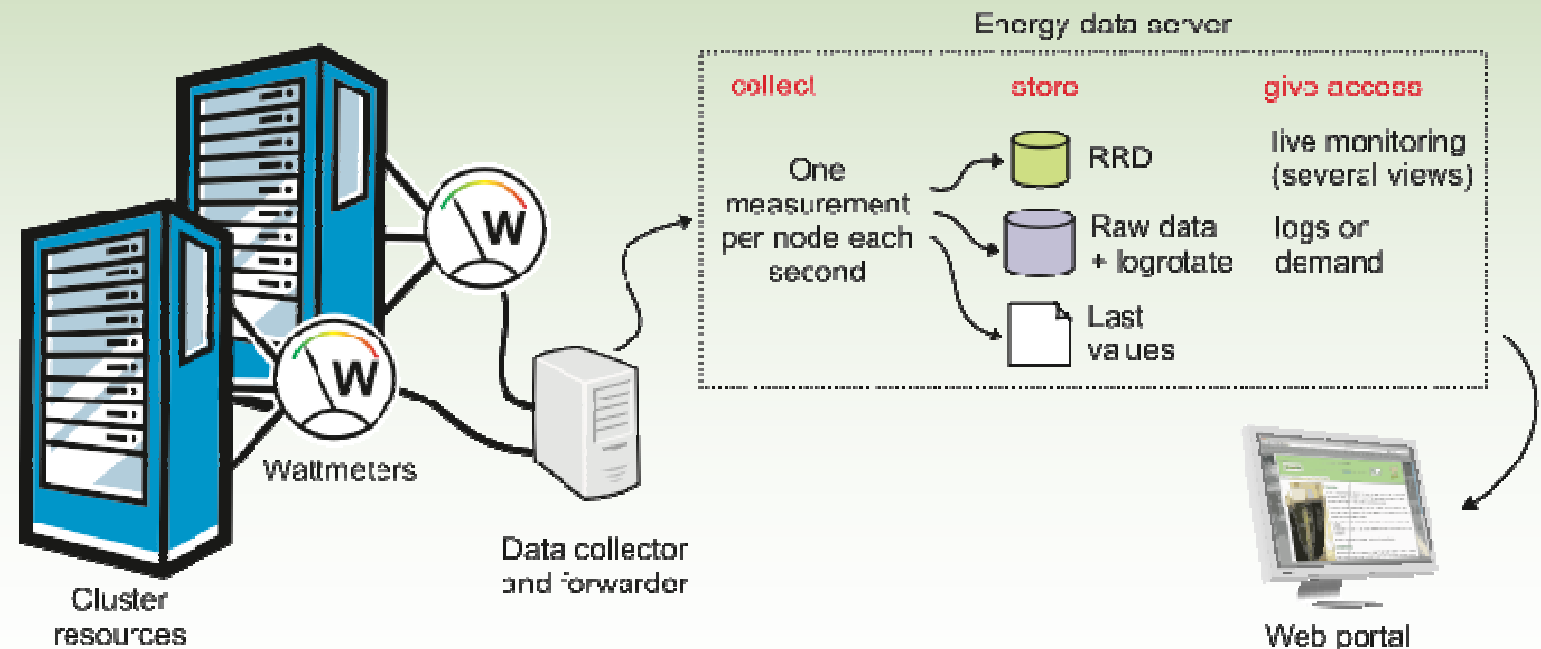 Energy data server
collect
store
give access
One
measurement
per node each
second
RRD
Raw data
+ logrotate
Last
values
live monitoring
(several views)
logs on
demand
W
W
Wattmeters
Data collector
and forwarder
Cluster
resources
Web portal